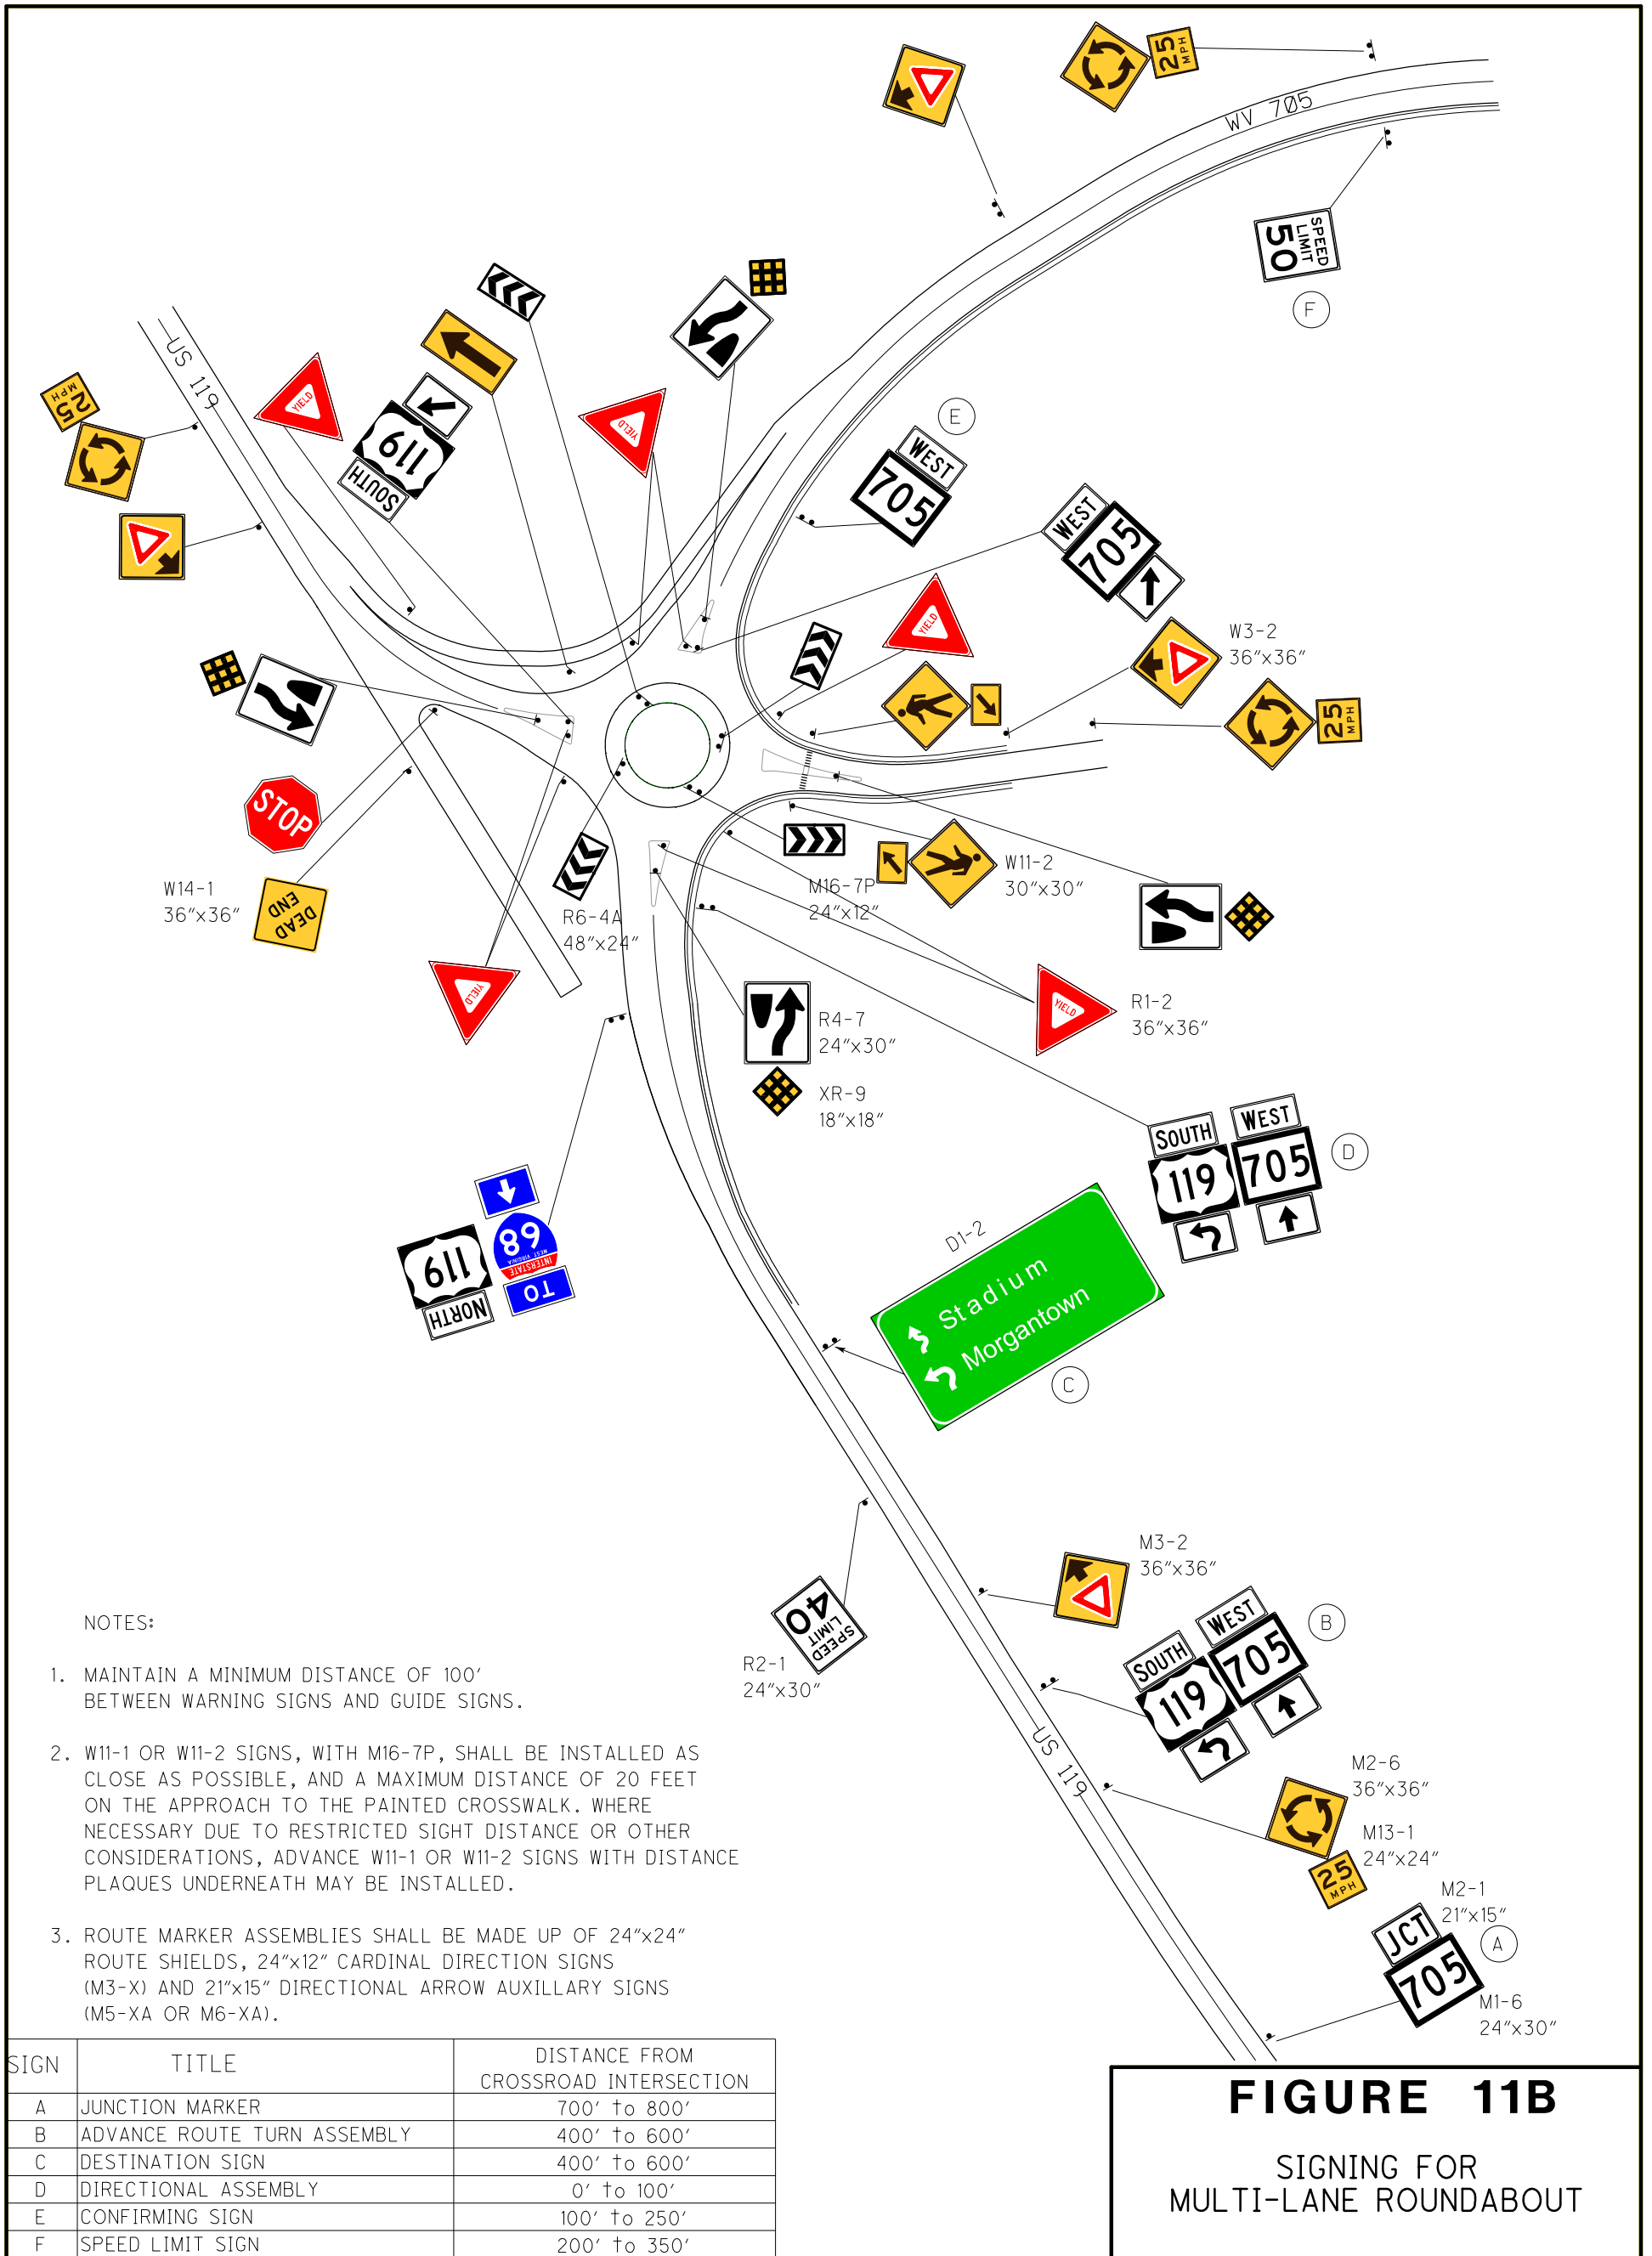 25
MPH
WV 705
SPEED
LIMIT
50
F
US 119
25
MPH
YIELD
119
SOUTH
YIELD
E
WEST
705
WEST
705
YIELD
W3-2
36"x36"
25
MPH
STOP
W14-1
36"x36"
DEAD
END
R6-4A
48"x24"
M16-7P
24"x12"
W11-2
30"x30"
YIELD
R4-7
24"x30"
XR-9
18"x18"
YIELD
R1-2
36"x36"
SOUTH
119
WEST
705
D
119
NORTH
68
WEST VIRGINIA
INTERSTATE
TO
D1-2
Stadium
Morgantown
C
SPEED
LIMIT
40
R2-1
24"x30"
M3-2
36"x36"
SOUTH
119
WEST
705
B
US 119
M2-6
36"x36"
M13-1
24"x24"
25
MPH
M2-1
21"x15"
JCT
705
A
M1-6
24"x30"
NOTES:
1. MAINTAIN A MINIMUM DISTANCE OF 100'
BETWEEN WARNING SIGNS AND GUIDE SIGNS.
2. W11-1 OR W11-2 SIGNS, WITH M16-7P, SHALL BE INSTALLED AS
CLOSE AS POSSIBLE, AND A MAXIMUM DISTANCE OF 20 FEET
ON THE APPROACH TO THE PAINTED CROSSWALK. WHERE
NECESSARY DUE TO RESTRICTED SIGHT DISTANCE OR OTHER
CONSIDERATIONS, ADVANCE W11-1 OR W11-2 SIGNS WITH DISTANCE
PLAQUES UNDERNEATH MAY BE INSTALLED.
3. ROUTE MARKER ASSEMBLIES SHALL BE MADE UP OF 24"x24"
ROUTE SHIELDS, 24"x12" CARDINAL DIRECTION SIGNS
(M3-X) AND 21"x15" DIRECTIONAL ARROW AUXILLARY SIGNS
(M5-XA OR M6-XA).
SIGN TITLE DISTANCE FROM
CROSSROAD INTERSECTION
A JUNCTION MARKER 700' to 800'
B ADVANCE ROUTE TURN ASSEMBLY 400' to 600'
C DESTINATION SIGN 400' to 600'
D DIRECTIONAL ASSEMBLY 0' to 100'
E CONFIRMING SIGN 100' to 250'
F SPEED LIMIT SIGN 200' to 350'
FIGURE 11B
SIGNING FOR
MULTI-LANE ROUNDABOUT